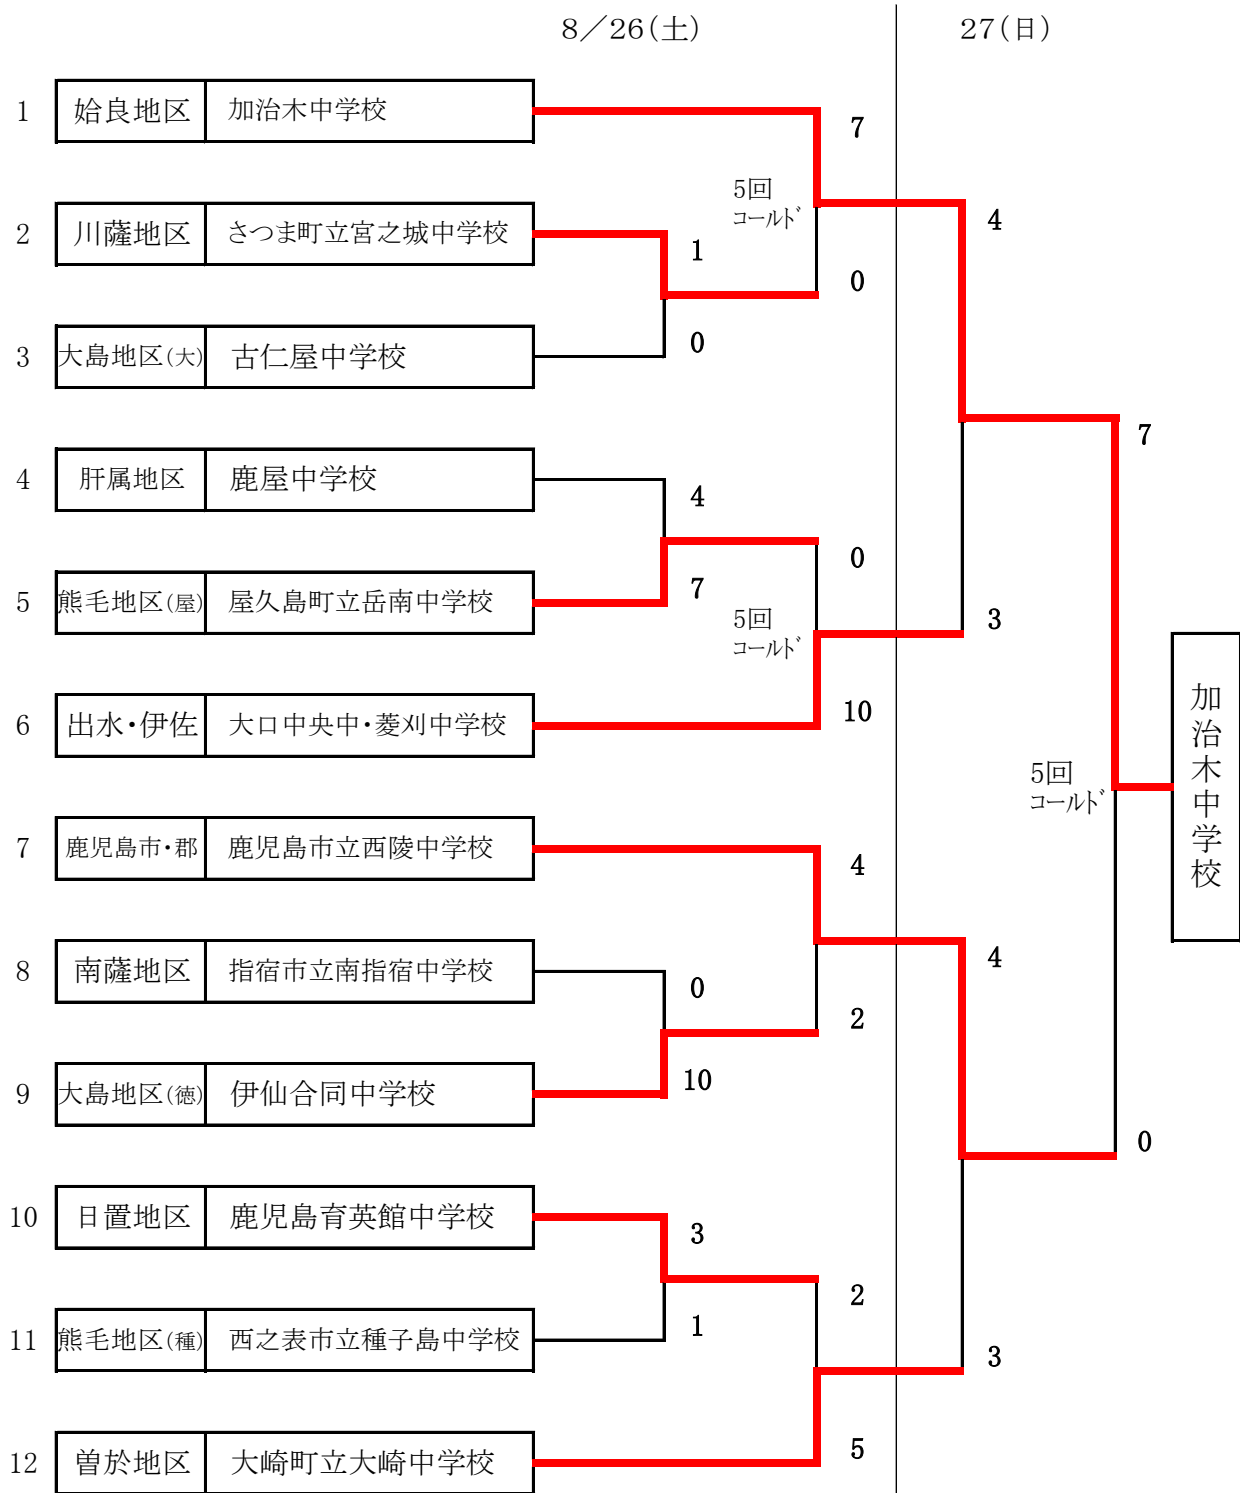 8／26(土) 27(日)
1 姶良地区 加治木中学校
7
5回
コールド
2 川薩地区 さつま町立宮之城中学校
4
1
0
3 大島地区(大) 古仁屋中学校
0
7
4 肝属地区 鹿屋中学校
4
0
5 熊毛地区(屋) 屋久島町立岳南中学校
7
5回
コールド
3
6 出水・伊佐 大口中央中・菱刈中学校
10
加治木中学校
5回
コールド
7 鹿児島市・郡 鹿児島市立西陵中学校
4
8 南薩地区 指宿市立南指宿中学校
4
0
2
9 大島地区(徳) 伊仙合同中学校
10
0
10 日置地区 鹿児島育英館中学校
3
2
11 熊毛地区(種) 西之表市立種子島中学校
1
3
12 曽於地区 大崎町立大崎中学校
5